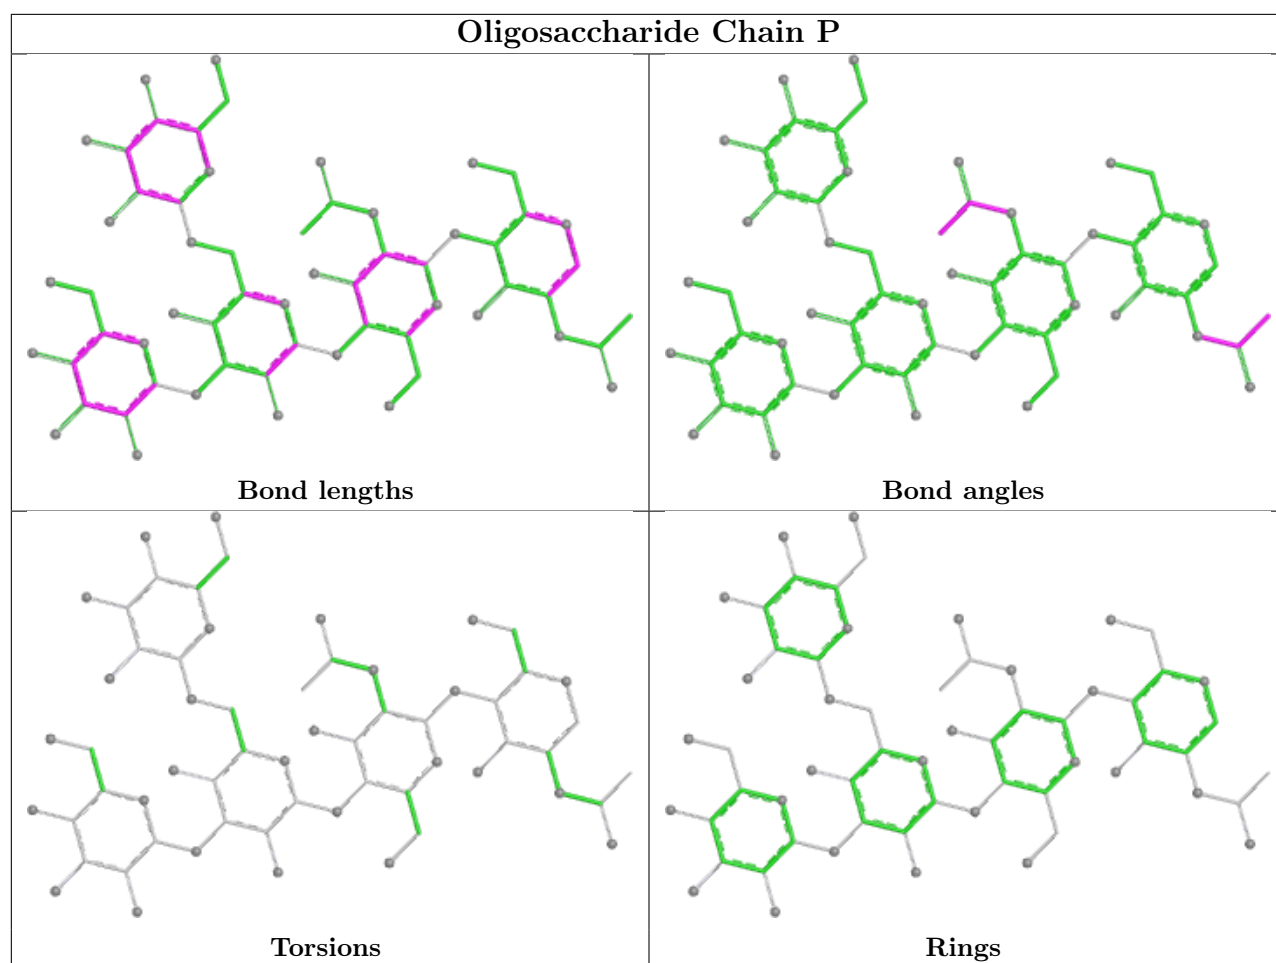 Oligosaccharide Chain P
Bond lengths
Bond angles
Torsions
Rings